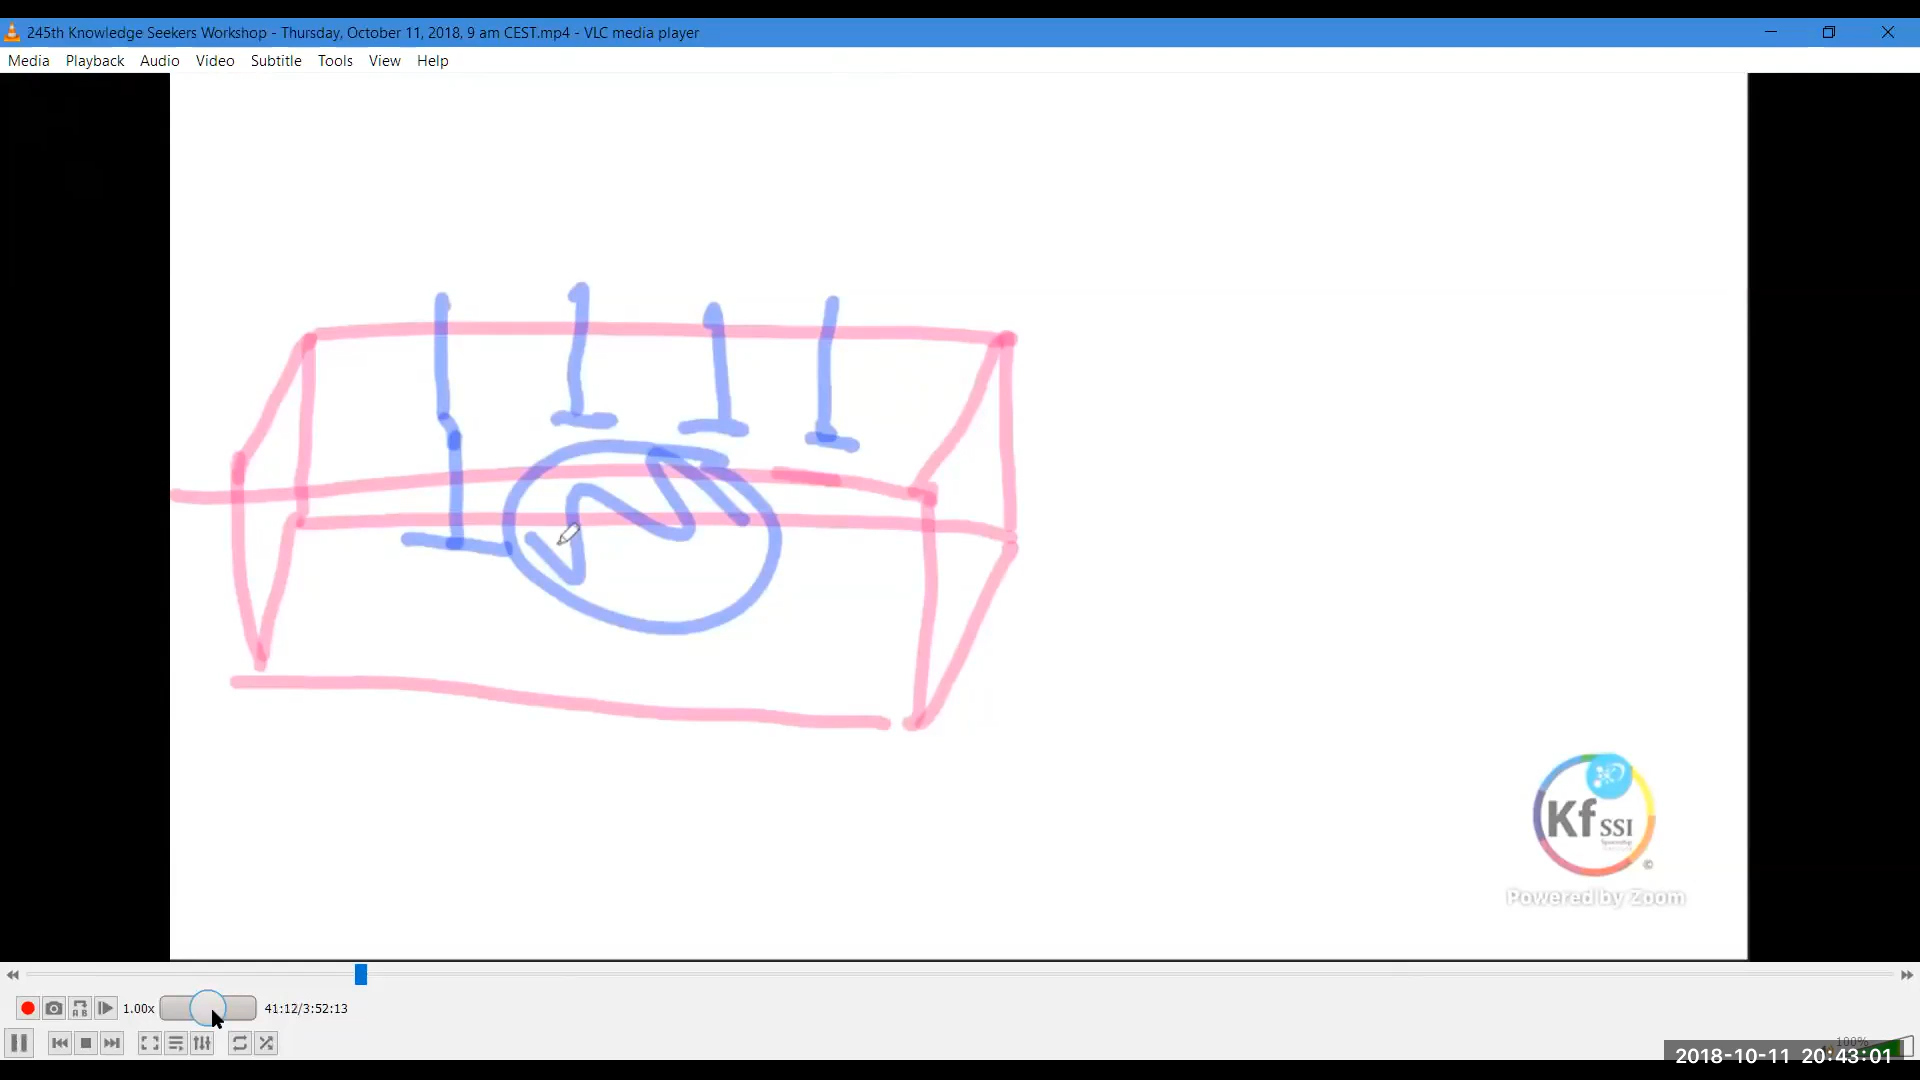 245th Knowledge Seekers Workshop - Thursday, October 11, 2018, 9 am CEST.mp4 - VLC media player
Media Playback Audio Video Subtitle Tools View Help
Kf SSI
©
Powered by Zoom
1.00x 41:12/3:52:13
100%
2018-10-11 20:43:01